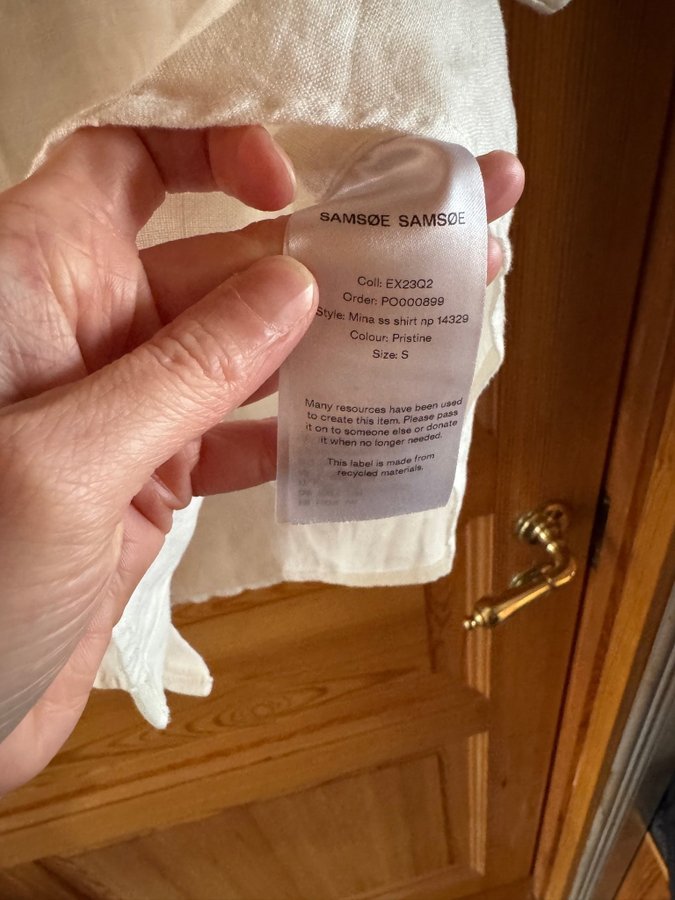 SAMSØE SAMSØE
Coll: EX23Q2
Order: PO000899
Style: Mina ss shirt np 14329
Colour: Pristine
Size: S
Many resources have been used
to create this item. Please pass
it on to someone else or donate
it when no longer needed.
This label is made from
recycled materials.